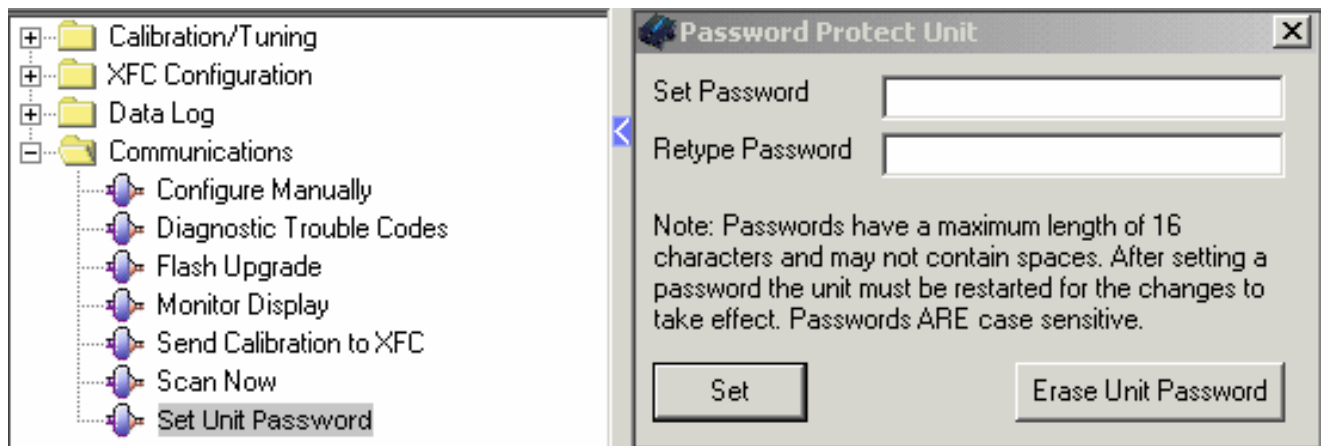 Calibration/Tuning
XFC Configuration
Data Log
Communications
Configure Manually
Diagnostic Trouble Codes
Flash Upgrade
Monitor Display
Send Calibration to XFC
Scan Now
Set Unit Password
Password Protect Unit
Set Password
Retype Password
Note: Passwords have a maximum length of 16
characters and may not contain spaces. After setting a
password the unit must be restarted for the changes to
take effect. Passwords ARE case sensitive.
Set
Erase Unit Password